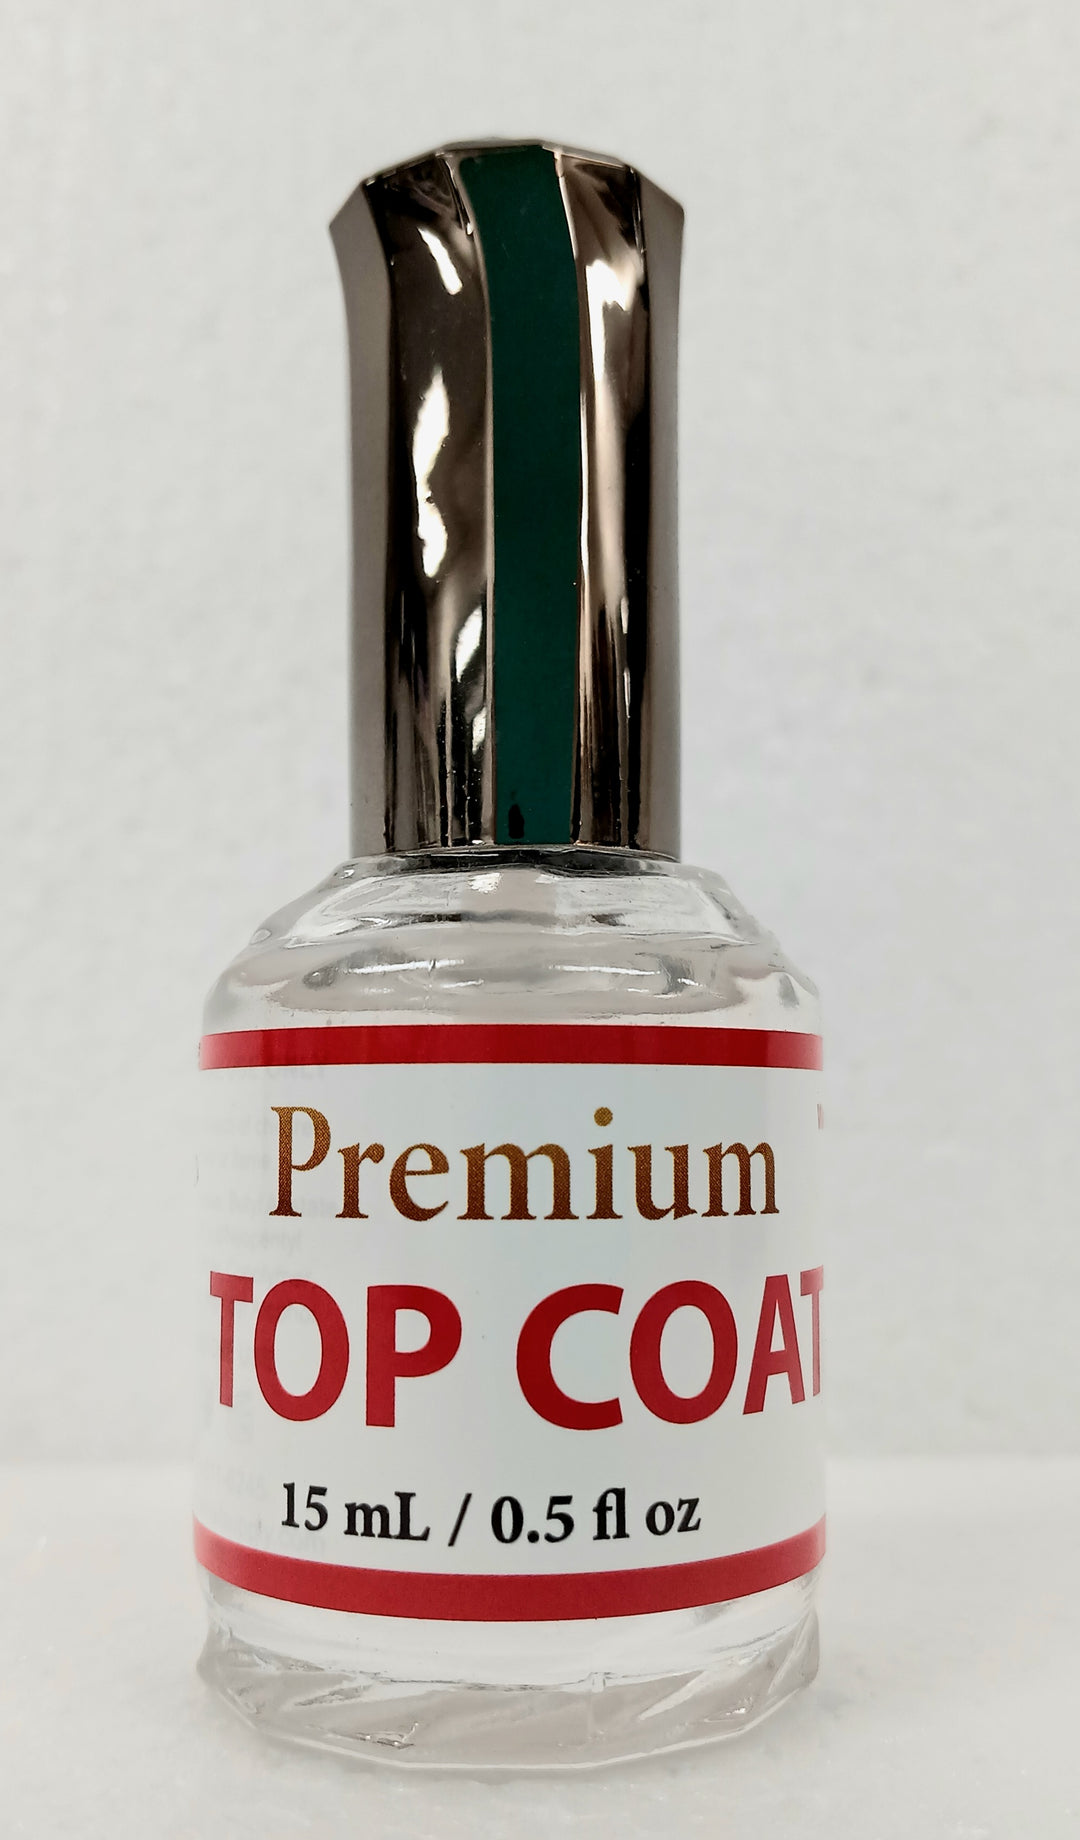 Premium
TOP COAT
15 mL / 0.5 fl oz